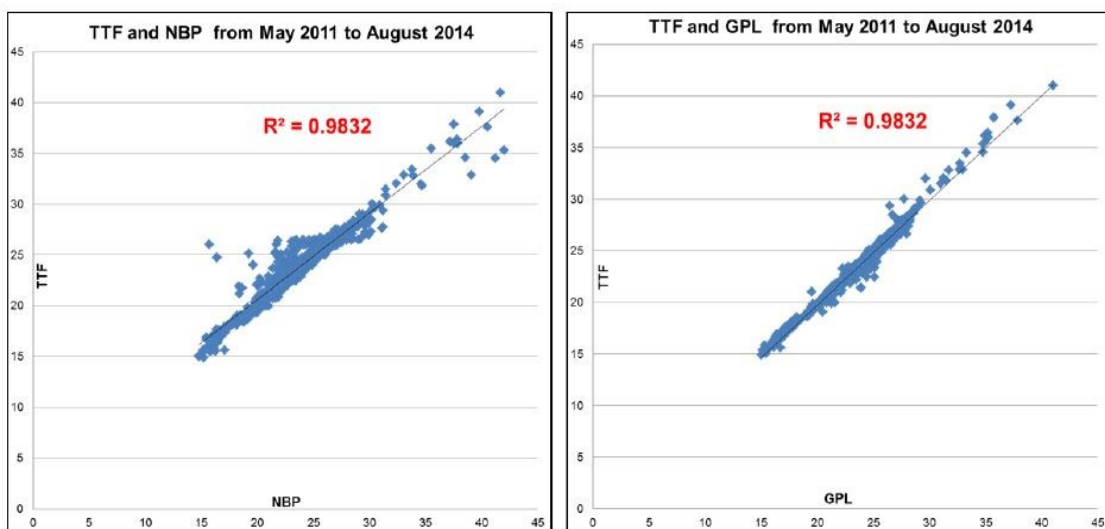 TTF and NBP from May 2011 to August 2014
45
40
35
30
25
20
15
10
5
0
R² = 0.9832
TTF
NBP
0 5 10 15 20 25 30 35 40 45
TTF and GPL from May 2011 to August 2014
45
40
35
30
25
20
15
10
5
0
R² = 0.9832
TTF
GPL
0 5 10 15 20 25 30 35 40 45